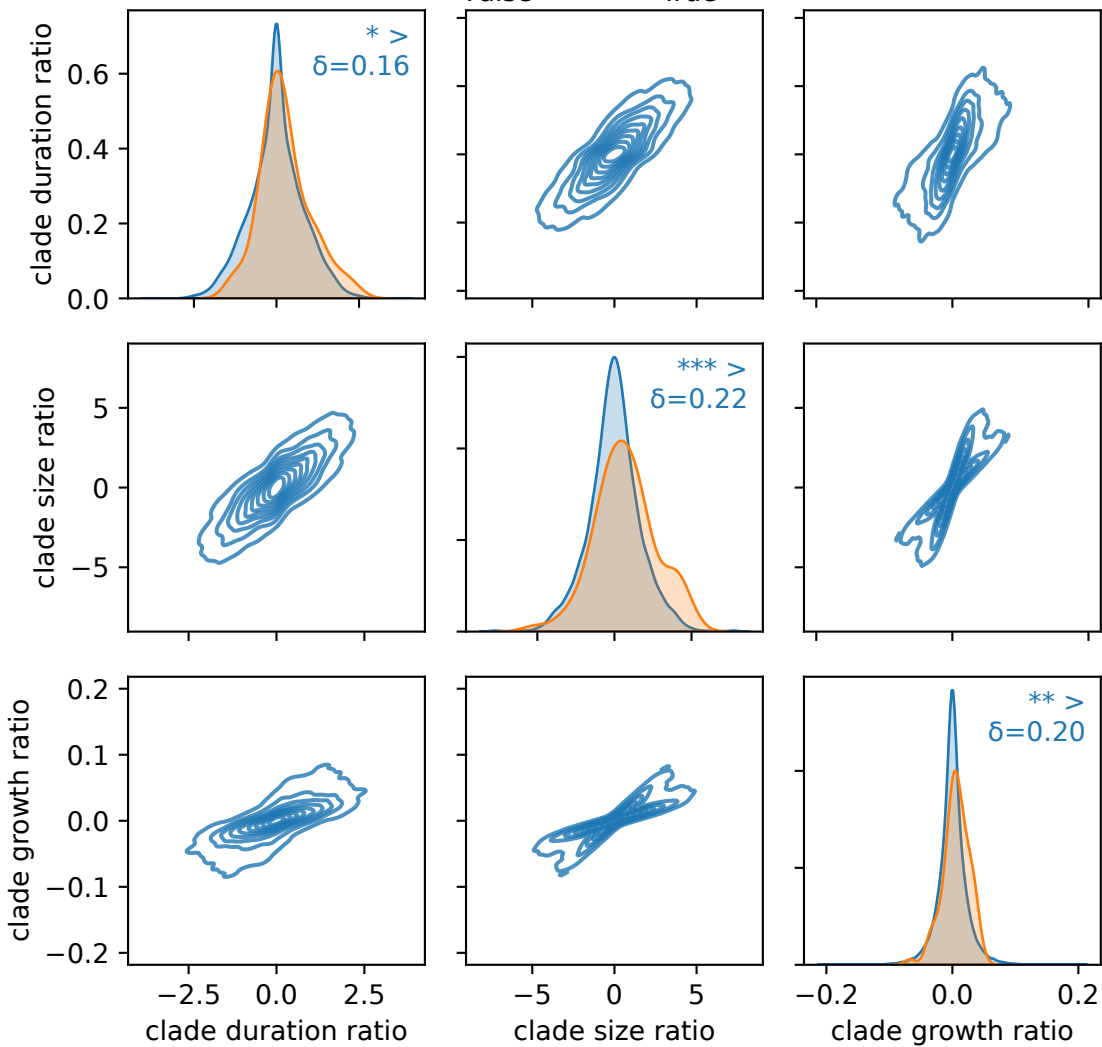 False True
clade duration ratio
0.6
0.4
0.2
0.0
* >
δ=0.16
clade size ratio
5
0
−5
*** >
δ=0.22
clade growth ratio
0.2
0.1
0.0
−0.1
−0.2
** >
δ=0.20
−2.5 0.0 2.5
−5 0 5
−0.2 0.0 0.2
clade duration ratio
clade size ratio
clade growth ratio